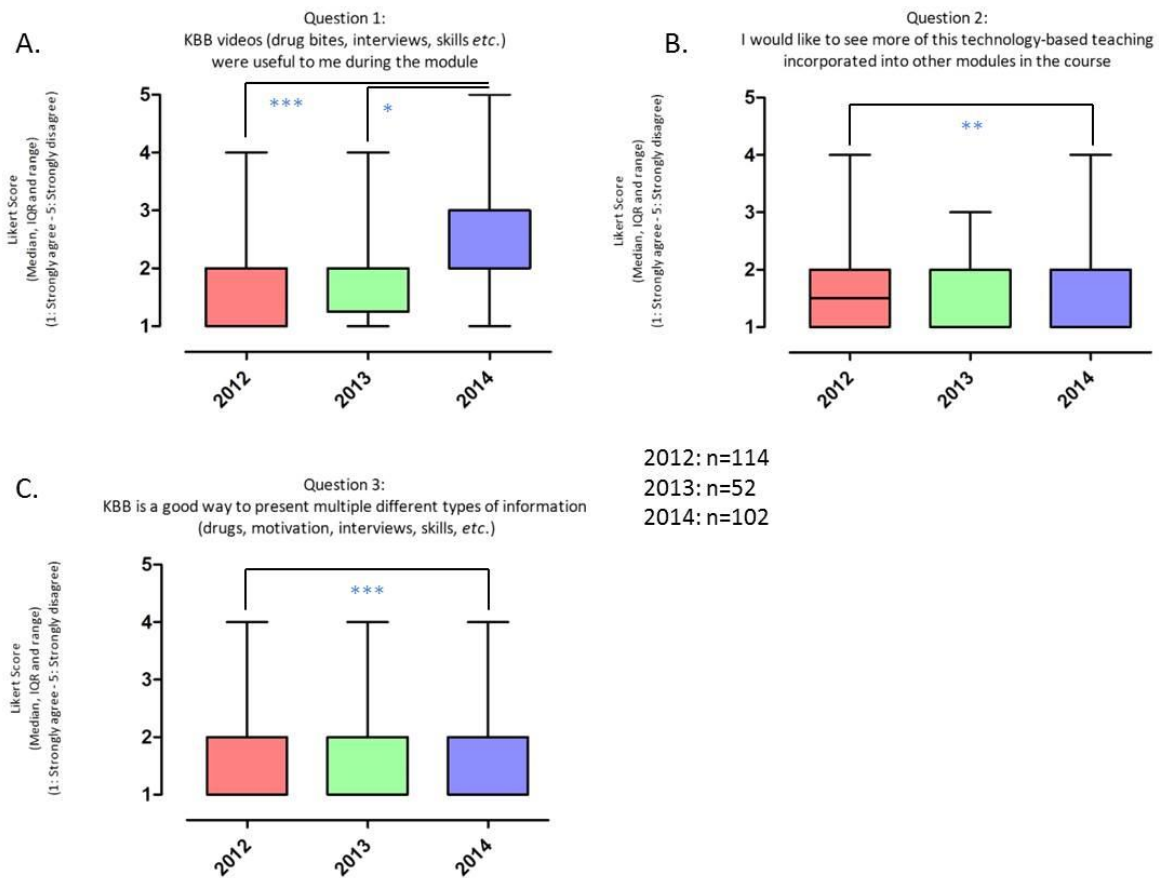 A.
Question 1:
KBB videos (drug bites, interviews, skills etc.)
were useful to me during the module
Likert Score
(Median, IQR and range)
(1: Strongly agree - 5: Strongly disagree)
5
4
3
2
1
***
*
2012
2013
2014
B.
Question 2:
I would like to see more of this technology-based teaching
incorporated into other modules in the course
Likert Score
(Median, IQR and range)
(1: Strongly agree - 5: Strongly disagree)
5
4
3
2
1
**
2012
2013
2014
2012: n=114
2013: n=52
2014: n=102
C.
Question 3:
KBB is a good way to present multiple different types of information
(drugs, motivation, interviews, skills, etc.)
Likert Score
(Median, IQR and range)
(1: Strongly agree - 5: Strongly disagree)
5
4
3
2
1
***
2012
2013
2014